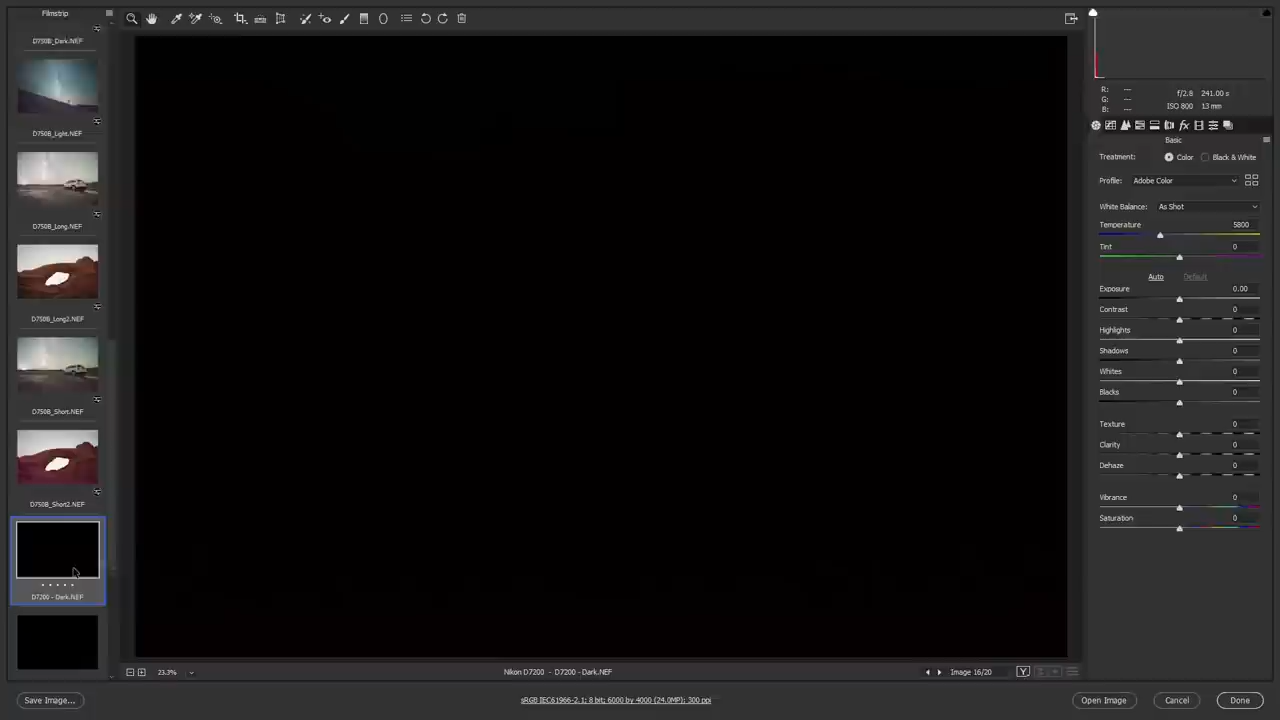 Filmstrip
D750B_Dark.NEF
D750B_Light.NEF
D750B_Long.NEF
D750B_Long2.NEF
D750B_Short.NEF
D750B_Short2.NEF
D7200 - Dark.NEF
23.3%
Nikon D7200 - D7200 - Dark.NEF
Image 16/20
Y
Save Image...
sRGB IEC61966-2.1; 8 bit; 6000 by 4000 (24.0MP); 300 ppi
Open Image
Cancel
Done
R: ---
G: ---
B: ---
f/2.8 241.00 s
ISO 800 13 mm
fx
Basic
Treatment: Color Black & White
Profile: Adobe Color
White Balance: As Shot
Temperature 5800
Tint 0
Auto Default
Exposure 0.00
Contrast 0
Highlights 0
Shadows 0
Whites 0
Blacks 0
Texture 0
Clarity 0
Dehaze 0
Vibrance 0
Saturation 0